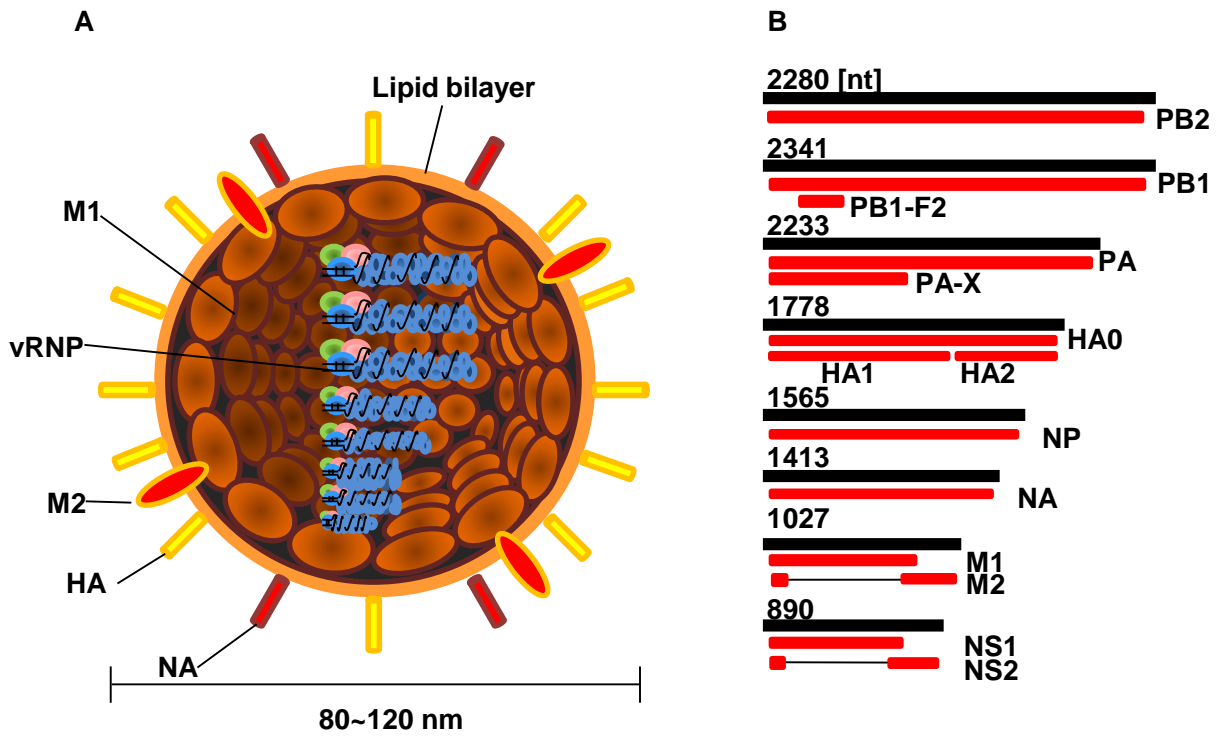 A
Lipid bilayer
M1
vRNP
M2
HA
NA
80~120 nm
B
2280 [nt]
PB2
2341
PB1
PB1-F2
2233
PA
PA-X
1778
HA0
HA1 HA2
1565
NP
1413
NA
1027
M1
M2
890
NS1
NS2